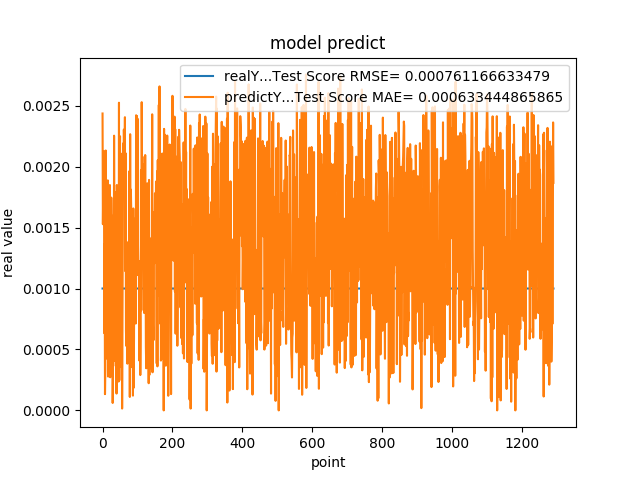 model predict
realY...Test Score RMSE= 0.000761166633479
predictY...Test Score MAE= 0.000633444865865
0.0025
0.0020
0.0015
0.0010
0.0005
0.0000
real value
0 200 400 600 800 1000 1200
point